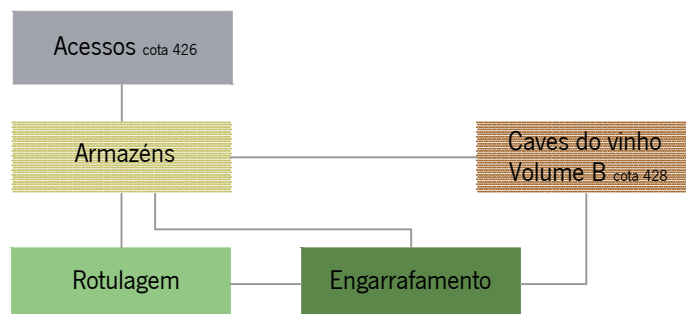 Acessos cota 426
Armazéns
Caves do vinho
Volume B cota 428
Rotulagem
Engarrafamento